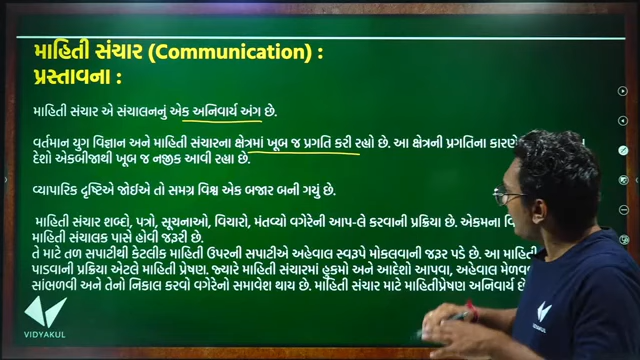 માહિતી સંચાર (Communication) :
પ્રસ્તાવના :
માહિતી સંચાર એ સંચાલનનું એક અનિવાર્ય અંગ છે.
વર્તમાન યુગ વિજ્ઞાન અને માહિતી સંચારના ક્ષેત્રમાં ખૂબ જ પ્રગતિ કરી રહ્યો છે. આ ક્ષેત્રની પ્રગતિના કારણે
દેશો એકબીજાથી ખૂબ જ નજીક આવી રહ્યા છે.
વ્યાપારિક દૃષ્ટિએ જોઈએ તો સમગ્ર વિશ્વ એક બજાર બની ગયું છે.
માહિતી સંચાર શબ્દો, પત્રો, સૂચનાઓ, વિચારો, મંતવ્યો વગેરેની આપ-લે કરવાની પ્રક્રિયા છે. એકમના
માહિતી સંચાલક પાસે હોવી જરૂરી છે.
તે માટે તળ સપાટીથી કેટલીક માહિતી ઉપરની સપાટીએ અહેવાલ સ્વરૂપે મોકલવાની જરૂર પડે છે. આ માહિતી
પાડવાની પ્રક્રિયા એટલે માહિતી પ્રેષણ. જ્યારે માહિતી સંચારમાં હુકમો અને આદેશો આપવા, અહેવાલ
સાંભળવી અને તેનો નિકાલ કરવો વગેરેનો સમાવેશ થાય છે. માહિતી સંચાર માટે માહિતીપ્રેષણ અનિવાર્ય છે
VIDYAKUL
VIDYAKUL